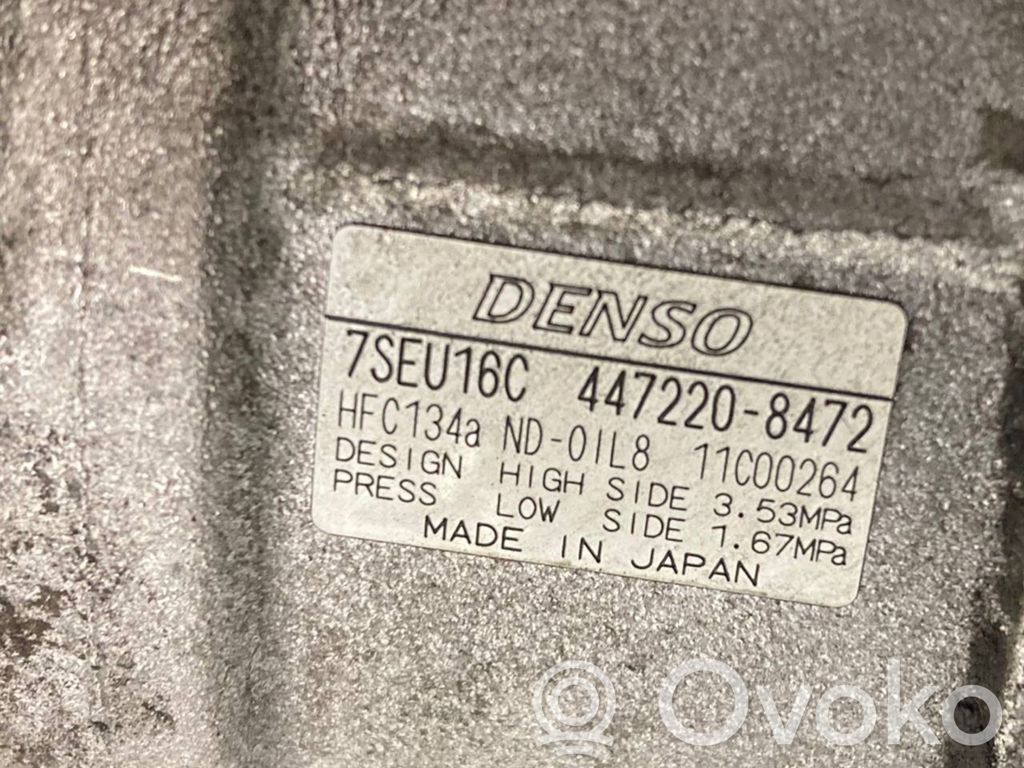 DENSO
7SEU16C 447220-8472
HFC134a ND-OIL8 11C00264
DESIGN HIGH SIDE 3.53MPa
PRESS LOW SIDE 1.67MPa
MADE IN JAPAN
Ovoko